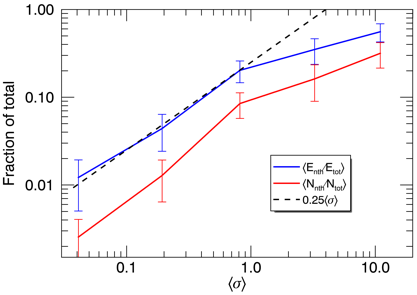 1.00
0.10
0.01
Fraction of total
⟨E_nth/E_tot⟩
⟨N_nth/N_tot⟩
0.25⟨σ⟩
0.1
1.0
10.0
⟨σ⟩